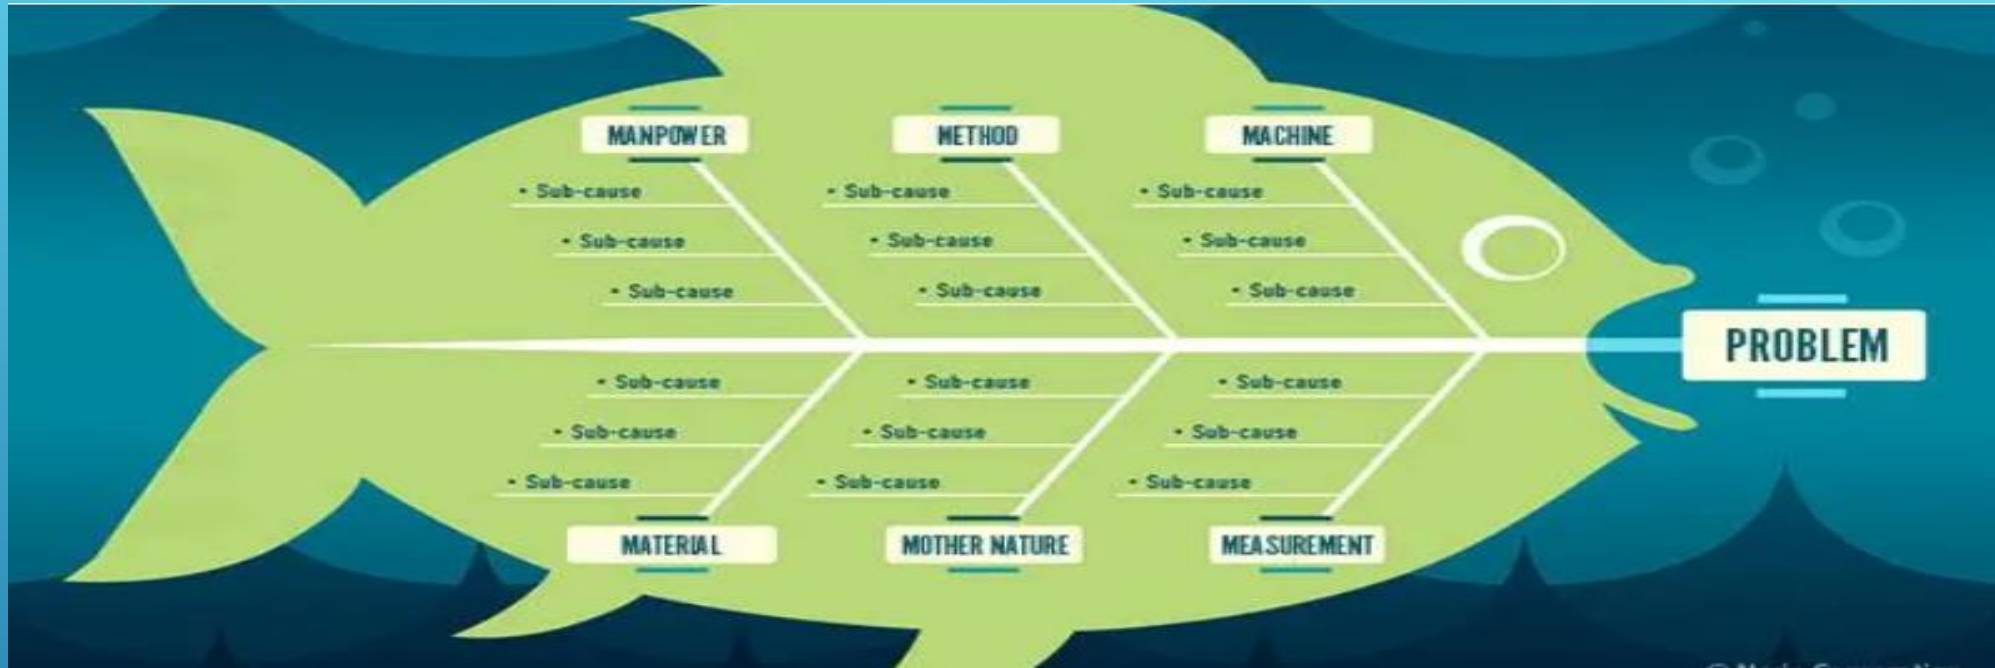 MANPOWER
METHOD
MACHINE
• Sub-cause
• Sub-cause
• Sub-cause
• Sub-cause
• Sub-cause
• Sub-cause
• Sub-cause
• Sub-cause
• Sub-cause
PROBLEM
• Sub-cause
• Sub-cause
• Sub-cause
• Sub-cause
• Sub-cause
• Sub-cause
• Sub-cause
• Sub-cause
• Sub-cause
MATERIAL
MOTHER NATURE
MEASUREMENT